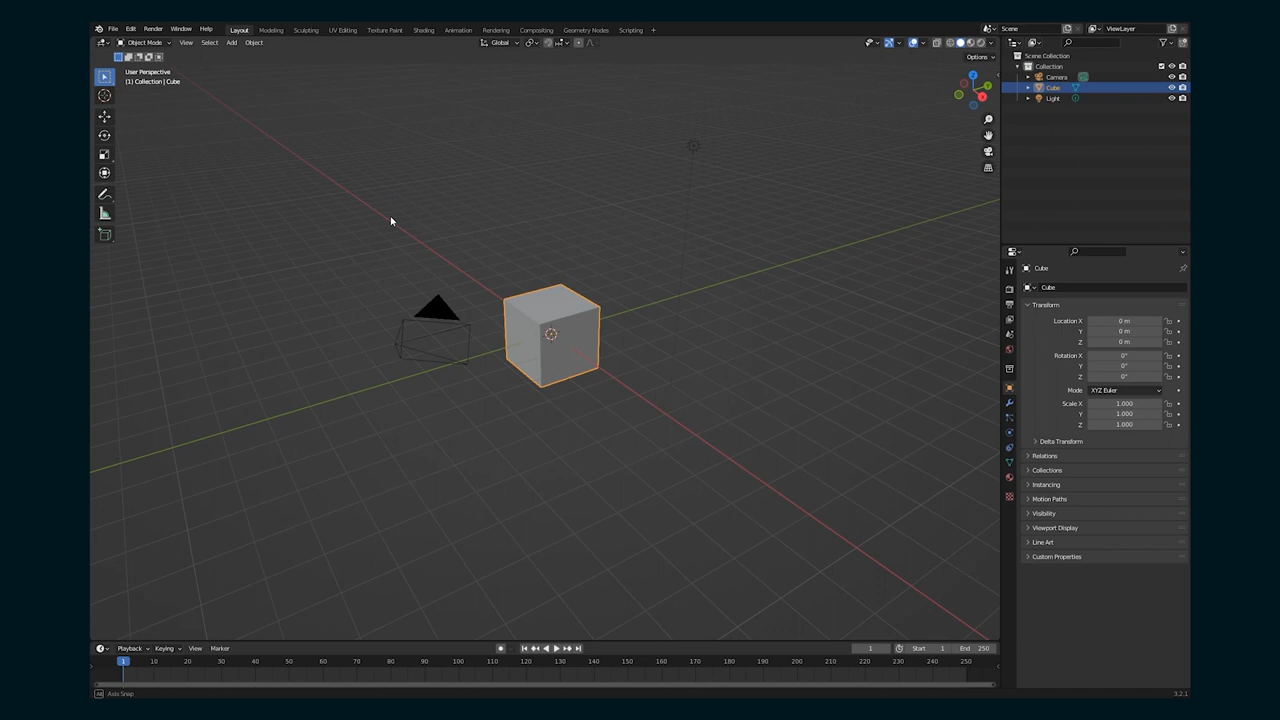 File Edit Render Window Help Layout Modeling Sculpting UV Editing Texture Paint Shading Animation Rendering Compositing Geometry Nodes Scripting + Scene ViewLayer
Object Mode View Select Add Object Global
Options
User Perspective
(1) Collection | Cube
Z
Y
X
Scene Collection
Collection
Camera
Cube
Light
Cube
Cube
Transform
Location X 0 m
Y 0 m
Z 0 m
Rotation X 0°
Y 0°
Z 0°
Mode XYZ Euler
Scale X 1.000
Y 1.000
Z 1.000
Delta Transform
Relations
Collections
Instancing
Motion Paths
Visibility
Viewport Display
Line Art
Custom Properties
Playback Keying View Marker 1 Start 1 End 250
1 10 20 30 40 50 60 70 80 90 100 110 120 130 140 150 160 170 180 190 200 210 220 230 240 250
Axis Snap 3.2.1